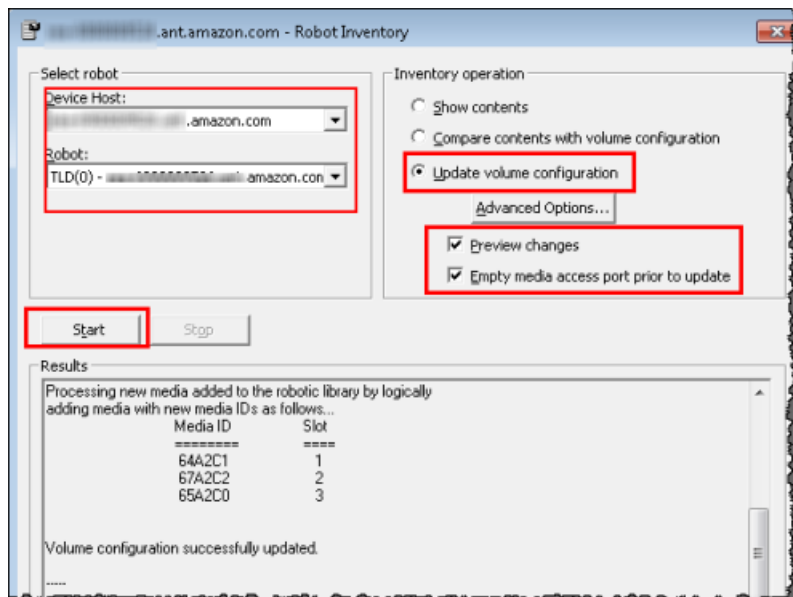 .ant.amazon.com - Robot Inventory
Select robot
Device Host:
.amazon.com
Robot:
TLD(0) - amazon.con
Inventory operation
Show contents
Compare contents with volume configuration
Update volume configuration
Advanced Options...
Preview changes
Empty media access port prior to update
Start
Stop
Results
Processing new media added to the robotic library by logically
adding media with new media IDs as follows...
Media ID Slot
======== ====
64A2C1 1
67A2C2 2
65A2C0 3
Volume configuration successfully updated.
-----